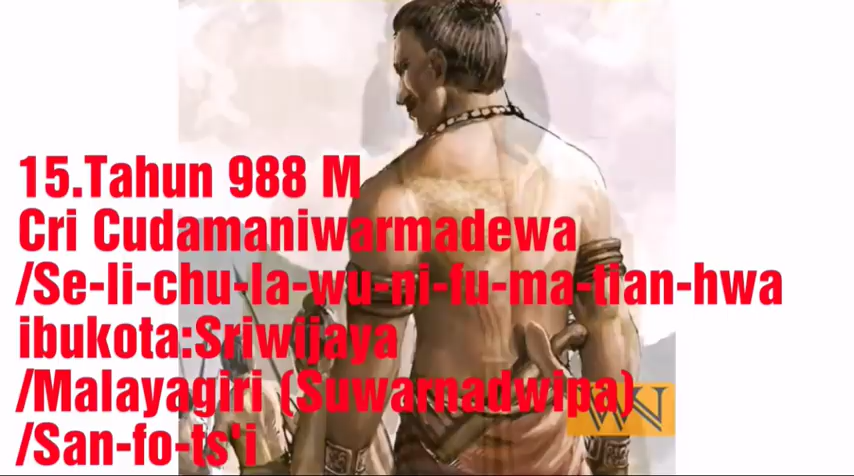 15.Tahun 988 M
Cri Cudamaniwarmadewa
/Se-li-chu-la-wu-ni-fu-ma-tian-hwa
ibukota:Sriwijaya
/Malayagiri (Suwarnadwipa)
/San-fo-ts'i